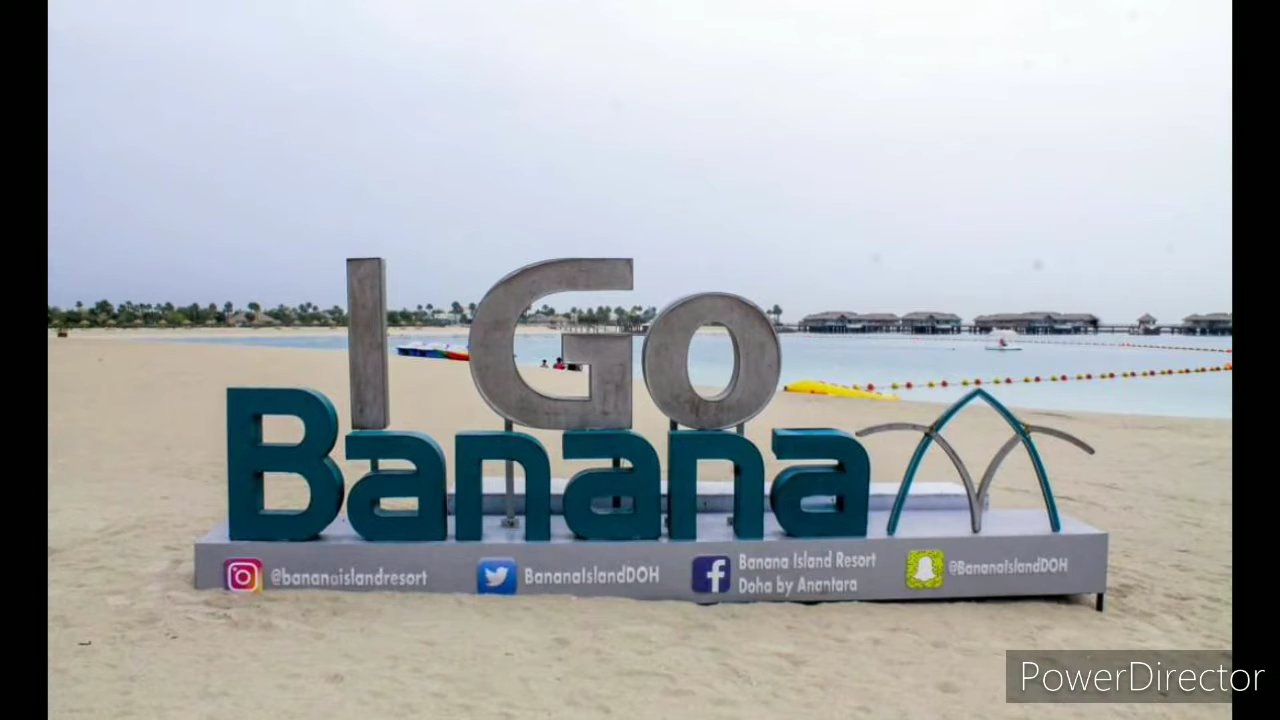 I Go
Banana
@bananaislandresort
BananaIslandDOH
Banana Island Resort
Doha by Anantara
@BananaIslandDOH
PowerDirector